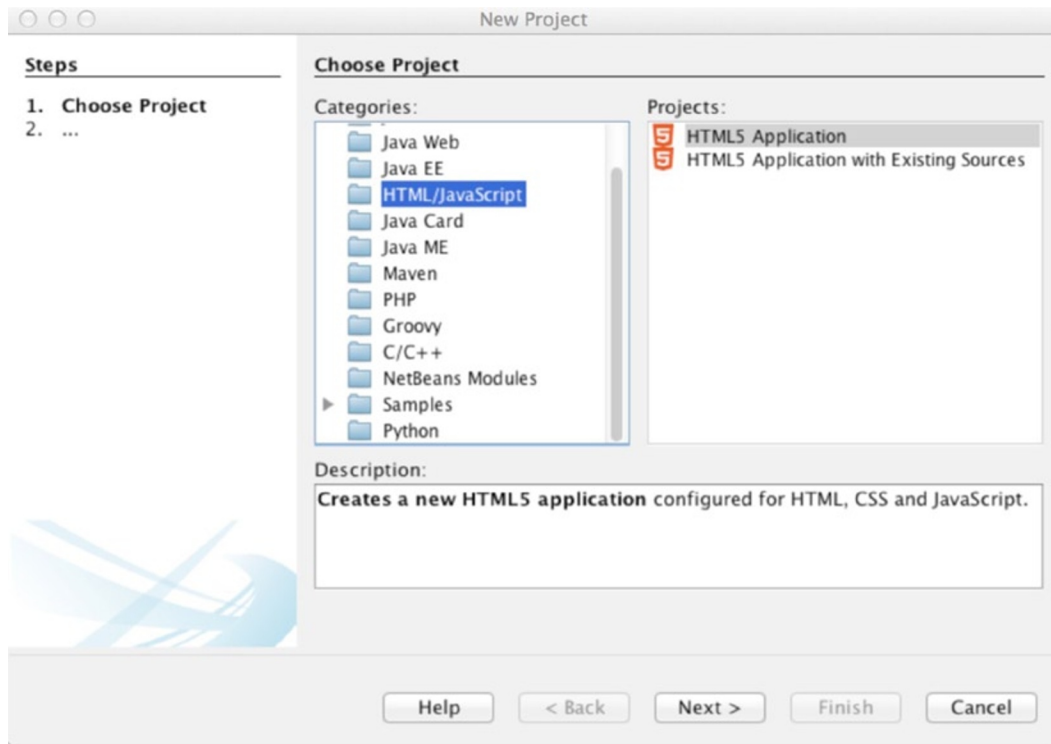 New Project
Steps
1. Choose Project
2. ...
Choose Project
Categories:
Java Web
Java EE
HTML/JavaScript
Java Card
Java ME
Maven
PHP
Groovy
C/C++
NetBeans Modules
Samples
Python
Projects:
5 HTML5 Application
5 HTML5 Application with Existing Sources
Description:
Creates a new HTML5 application configured for HTML, CSS and JavaScript.
Help < Back Next > Finish Cancel